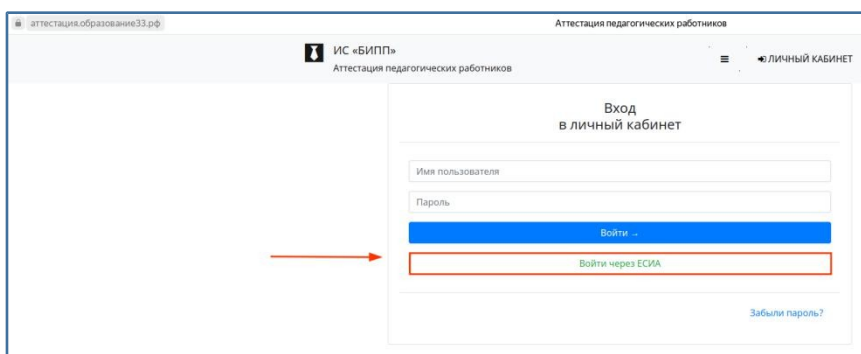 аттестация.образование33.рф
Аттестация педагогических работников
ИС «БИПП»
Аттестация педагогических работников
ЛИЧНЫЙ КАБИНЕТ
Вход
в личный кабинет
Имя пользователя
Пароль
Войти →
Войти через ЕСИА
Забыли пароль?